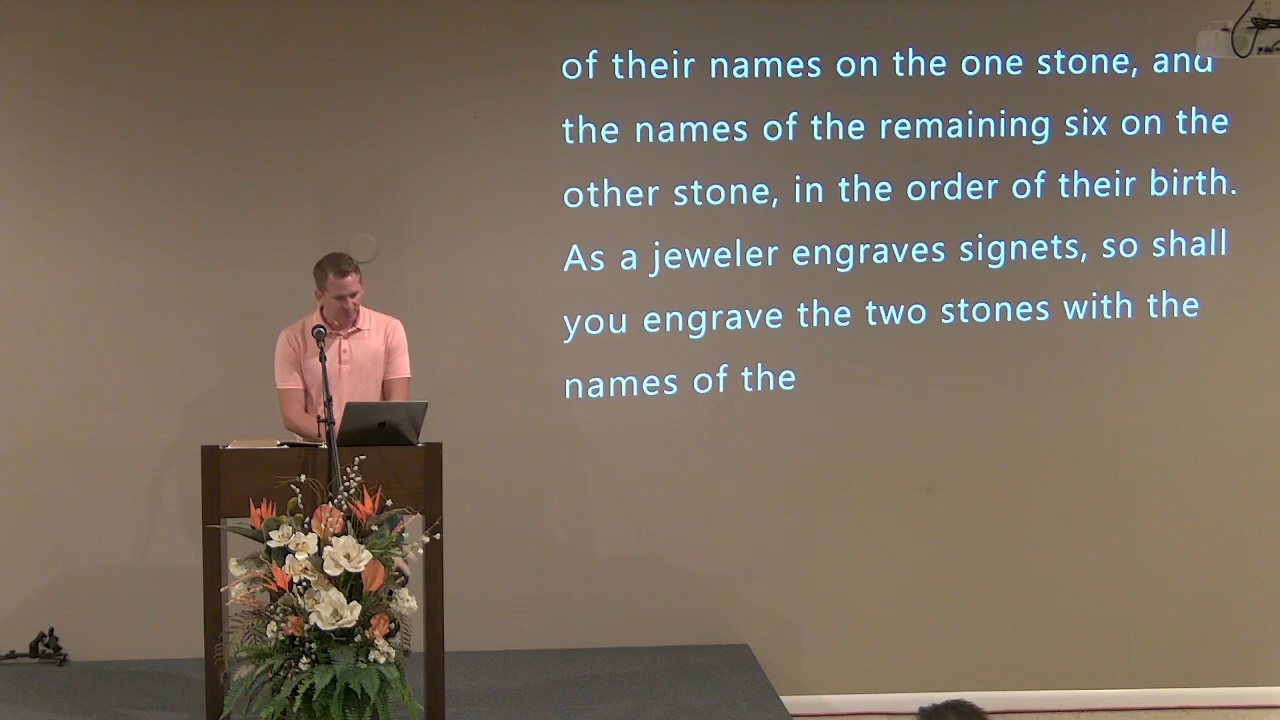 of their names on the one stone, and
the names of the remaining six on the
other stone, in the order of their birth.
As a jeweler engraves signets, so shall
you engrave the two stones with the
names of the